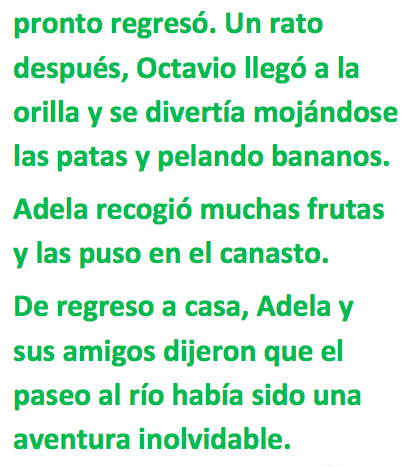 pronto regresó. Un rato
después, Octavio llegó a la
orilla y se divertía mojándose
las patas y pelando bananos.
Adela recogió muchas frutas
y las puso en el canasto.
De regreso a casa, Adela y
sus amigos dijeron que el
paseo al río había sido una
aventura inolvidable.